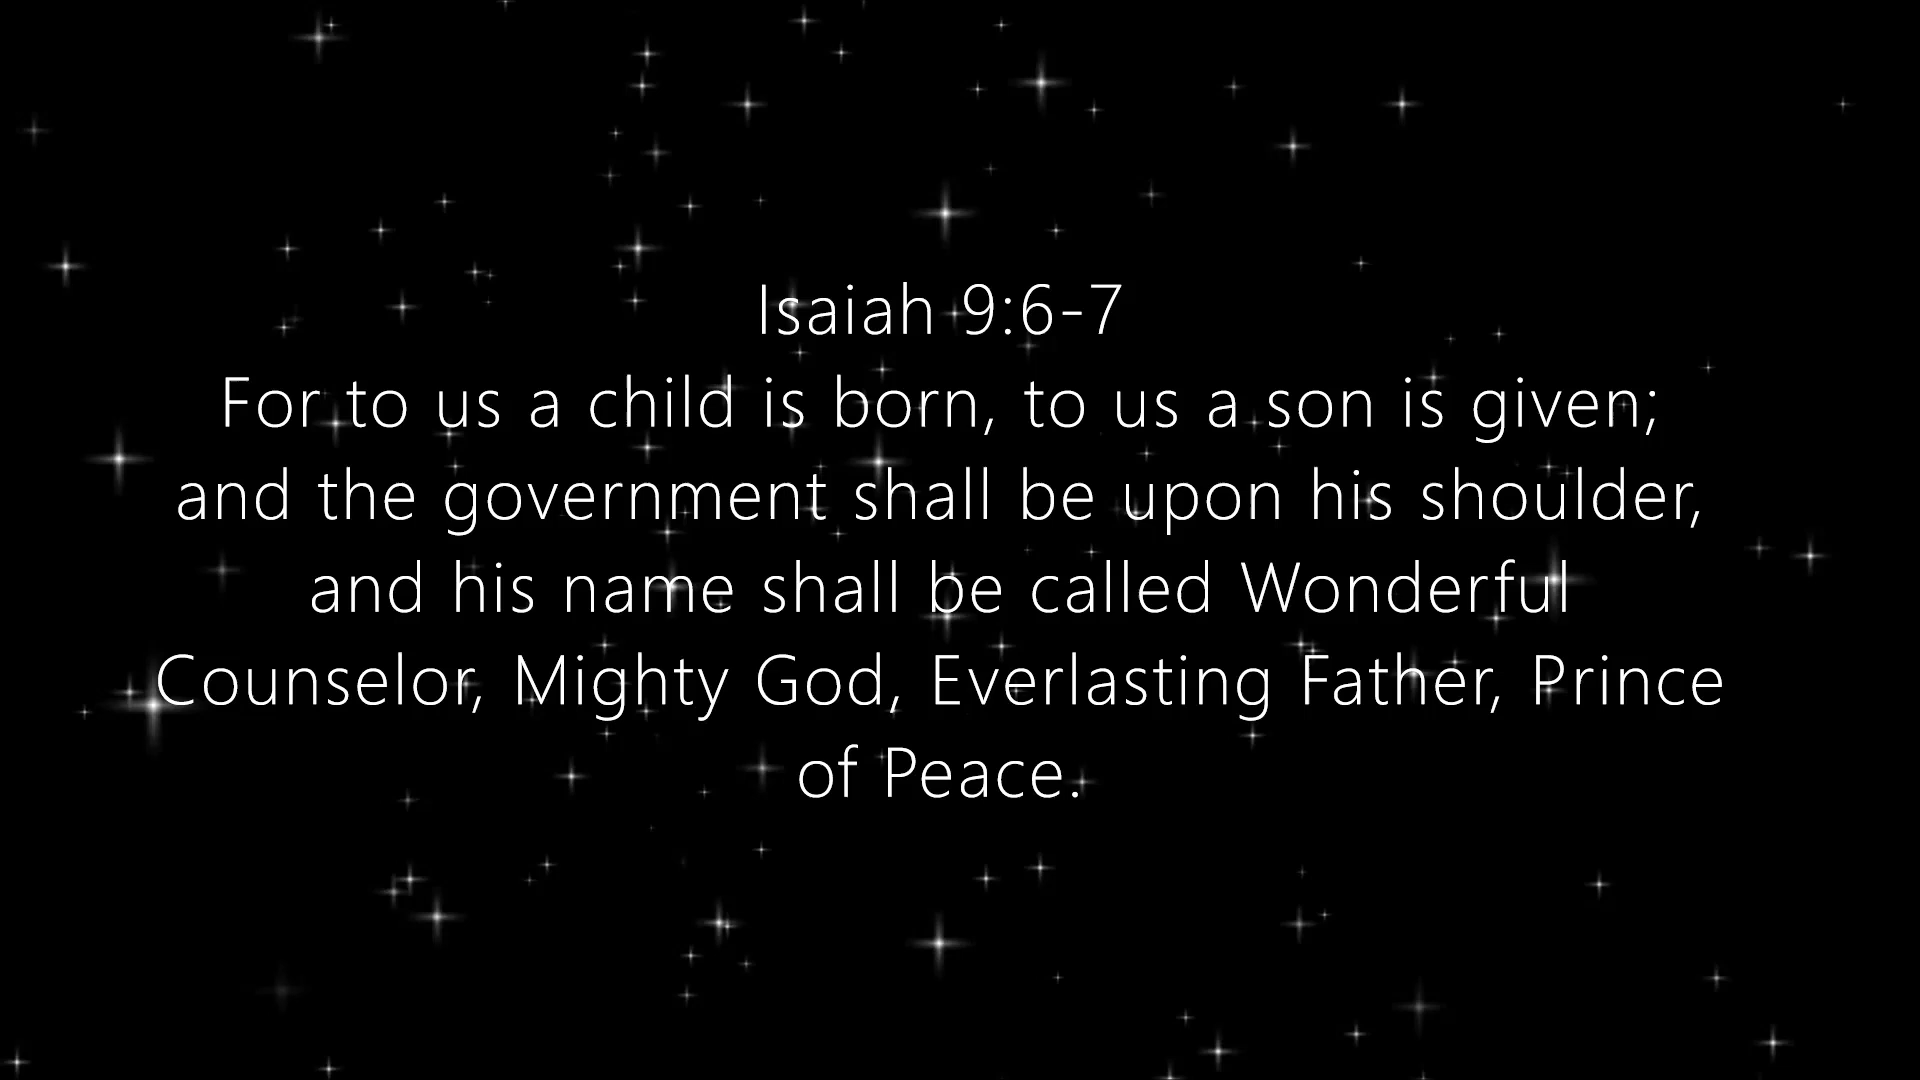 Isaiah 9:6-7
For to us a child is born, to us a son is given;
and the government shall be upon his shoulder,
and his name shall be called Wonderful
Counselor, Mighty God, Everlasting Father, Prince
of Peace.